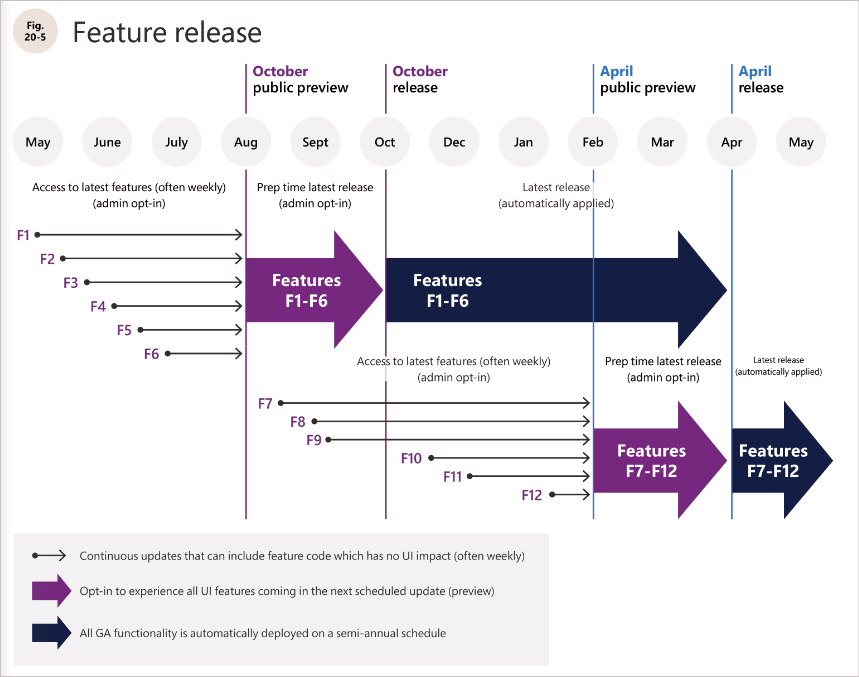 Fig.
20-5
Feature release
October
public preview
October
release
April
public preview
April
release
May
June
July
Aug
Sept
Oct
Dec
Jan
Feb
Mar
Apr
May
Access to latest features (often weekly)
(admin opt-in)
Prep time latest release
(admin opt-in)
Latest release
(automatically applied)
F1
F2
F3
F4
F5
F6
Features
F1-F6
Features
F1-F6
Access to latest features (often weekly)
(admin opt-in)
Prep time latest release
(admin opt-in)
Latest release
(automatically applied)
F7
F8
F9
F10
F11
F12
Features
F7-F12
Features
F7-F12
Continuous updates that can include feature code which has no UI impact (often weekly)
Opt-in to experience all UI features coming in the next scheduled update (preview)
All GA functionality is automatically deployed on a semi-annual schedule